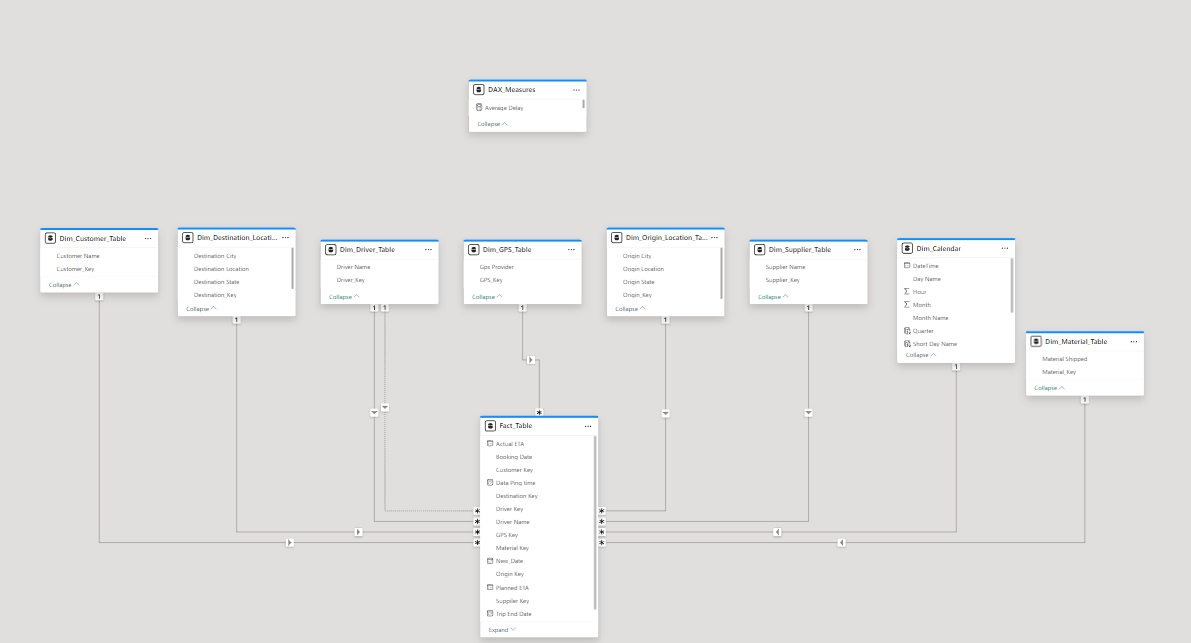 DAX_Measures
Average Delay
Collapse
Dim_Customer_Table
Customer Name
Customer_Key
Collapse
Dim_Destination_Locati...
Destination City
Destination Location
Destination State
Destination_Key
Collapse
Dim_Driver_Table
Driver Name
Driver_Key
Collapse
Dim_GPS_Table
Gps Provider
GPS_Key
Collapse
Dim_Origin_Location_Ta...
Origin City
Origin Location
Origin State
Origin_Key
Collapse
Dim_Supplier_Table
Supplier Name
Supplier_Key
Collapse
Dim_Calendar
DateTime
Day Name
Hour
Month
Month Name
Quarter
Short Day Name
Collapse
Dim_Material_Table
Material Shipped
Material_Key
Collapse
1
1
1
1
1
1
1
1
1
*
*
*
*
*
*
*
*
*
Fact_Table
Actual ETA
Booking Date
Customer Key
Data Ping time
Destination Key
Driver Key
Driver Name
GPS Key
Material Key
New_Date
Origin Key
Planned ETA
Supplier Key
Trip End Date
Expand